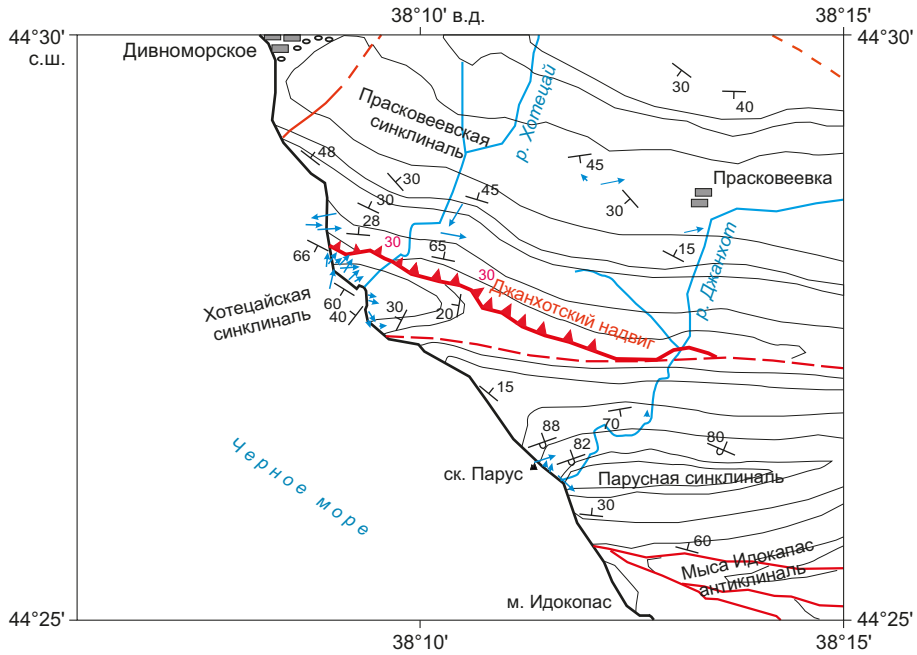 38°10' в.д.
38°15'
44°30'
с.ш.
44°30'
Дивноморское
30
40
Прасковеевская
синклиналь
р. Хотецай
48
45
Прасковеевка
30
45
30
30
28
65
15
66
30
30
р. Джанхот
Хотецайская
синклиналь
60
40
30
20
Джанхотский надвиг
15
70
88
82
80
Черное море
ск. Парус
Парусная синклиналь
30
60
Мыса Идокапас
антиклиналь
м. Идокопас
44°25'
44°25'
38°10'
38°15'